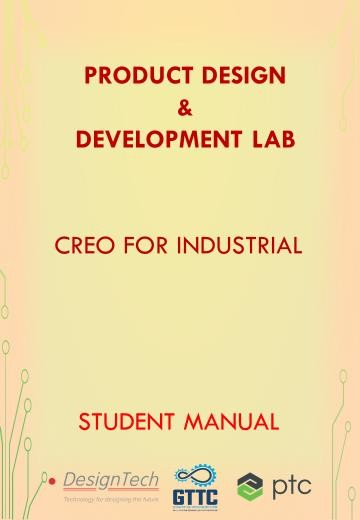 PRODUCT DESIGN
&
DEVELOPMENT LAB
CREO FOR INDUSTRIAL
STUDENT MANUAL
DesignTech
Technology for designing the future
GTTC
ptc